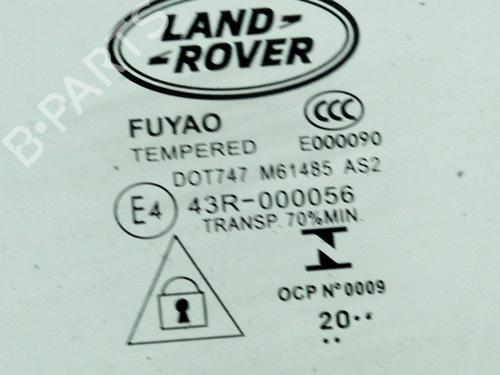 LAND
ROVER
FUYAO
CCC
TEMPERED E000090
DOT747 M61485 AS2
E4 43R-000056
TRANSP. 70%MIN.
OCP Nº0009
20••
••
B-PARTS